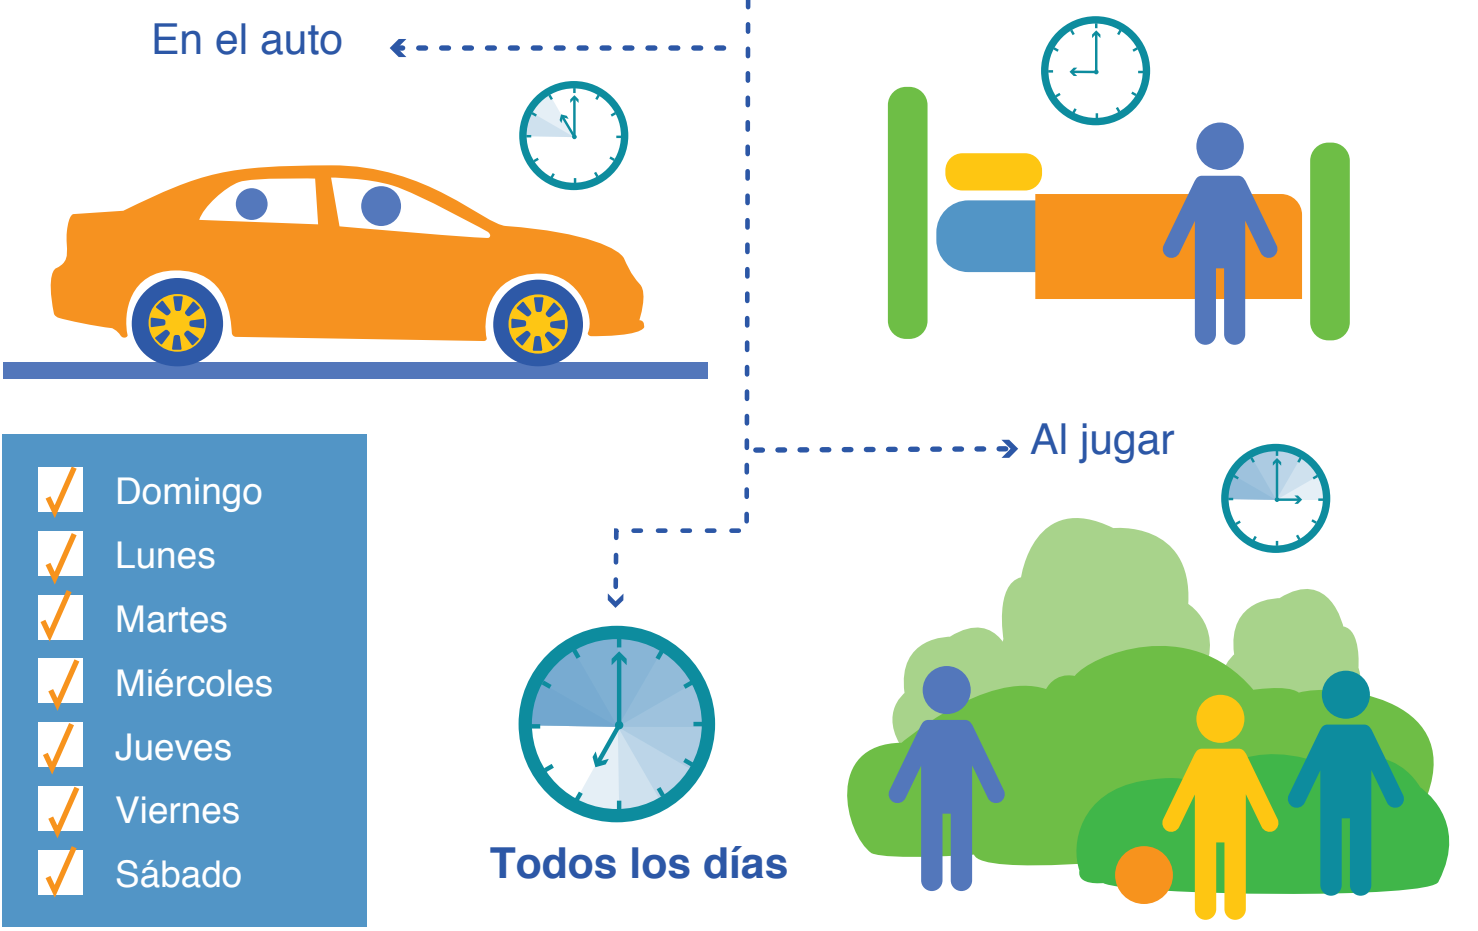 En el auto
Al jugar
Domingo
Lunes
Martes
Miércoles
Jueves
Viernes
Sábado
Todos los días